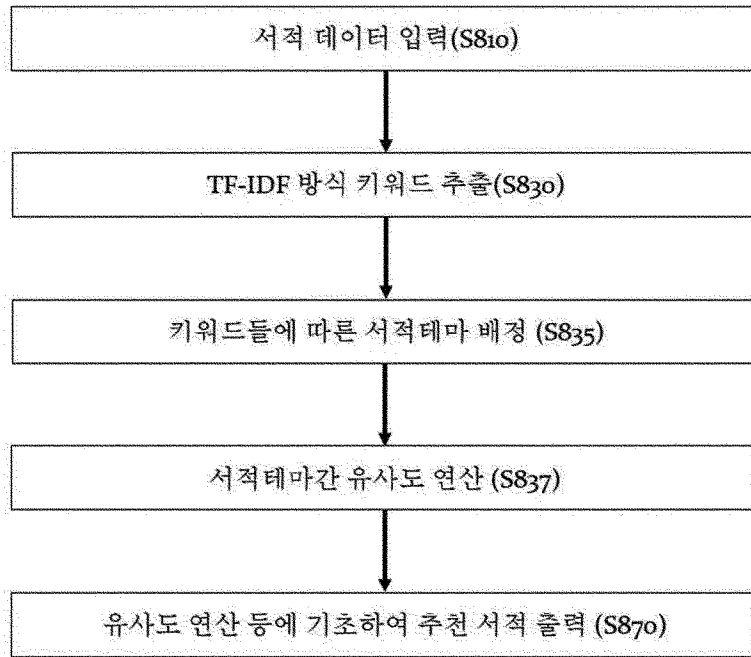 서적 데이터 입력(S810)
TF-IDF 방식 키워드 추출(S830)
키워드들에 따른 서적테마 배정 (S835)
서적테마간 유사도 연산 (S837)
유사도 연산 등에 기초하여 추천 서적 출력 (S870)